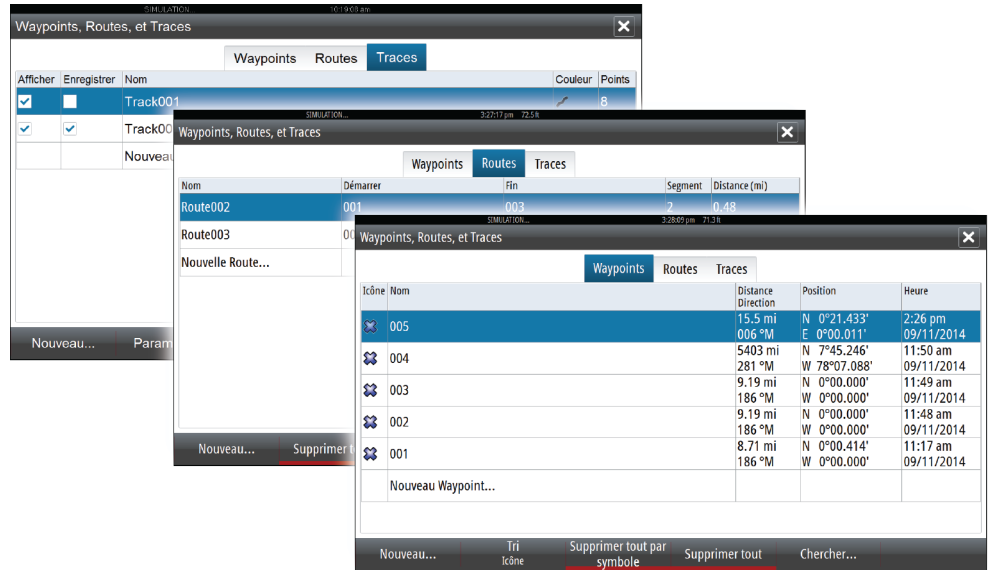 SIMULATION... 10:19:00 am
Waypoints, Routes, et Traces
Waypoints Routes Traces
Afficher Enregistrer Nom Couleur Points
Track001 8
Track00
Nouveau
Nouveau... Param
SIMULATION... 3:27:17 pm 72.5 ft
Waypoints, Routes, et Traces
Waypoints Routes Traces
Nom Démarrer Fin Segment Distance (mi)
Route002 001 003 2 0.48
Route003 00
Nouvelle Route...
Nouveau... Supprimer t
SIMULATION... 3:28:09 pm 71.3 ft
Waypoints, Routes, et Traces
Waypoints Routes Traces
Icône Nom Distance Position Heure
Direction
005 15.5 mi N 0°21.433' 2:26 pm
006 °M E 0°00.011' 09/11/2014
004 5403 mi N 7°45.246' 11:50 am
281 °M W 78°07.088' 09/11/2014
003 9.19 mi N 0°00.000' 11:49 am
186 °M W 0°00.000' 09/11/2014
002 9.19 mi N 0°00.000' 11:48 am
186 °M W 0°00.000' 09/11/2014
001 8.71 mi N 0°00.414' 11:17 am
186 °M W 0°00.000' 09/11/2014
Nouveau Waypoint...
Nouveau... Tri Supprimer tout par Supprimer tout Chercher...
Icône symbole